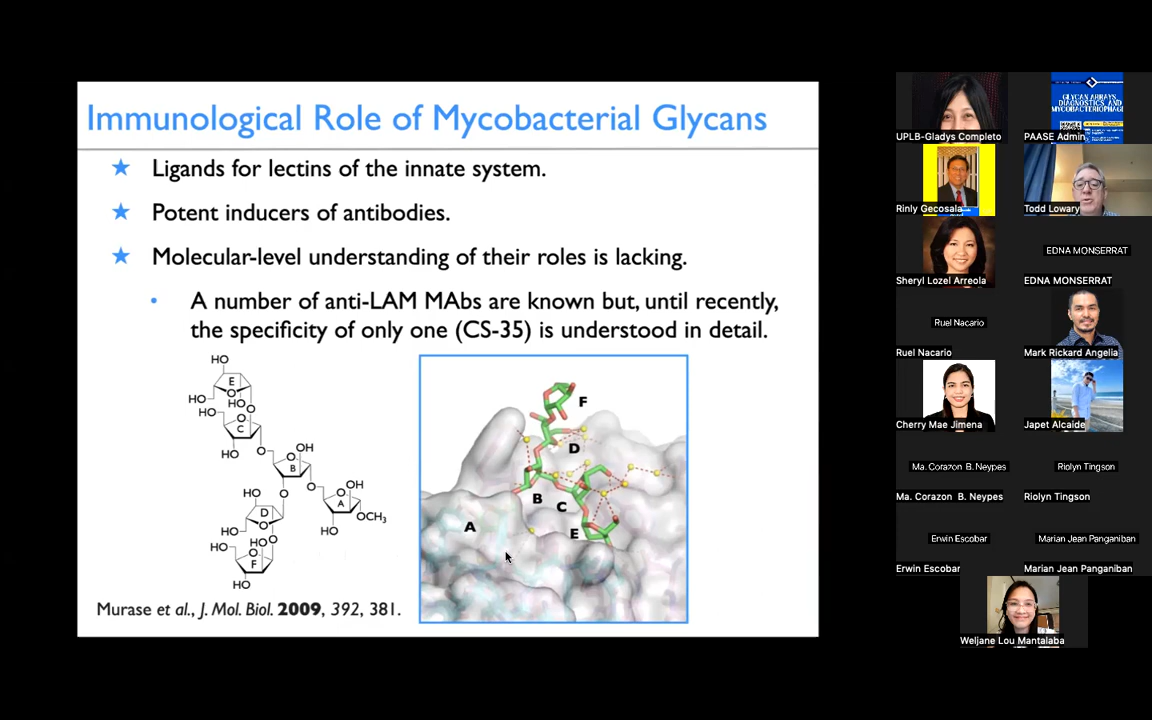 Immunological Role of Mycobacterial Glycans
★ Ligands for lectins of the innate system.
★ Potent inducers of antibodies.
★ Molecular-level understanding of their roles is lacking.
• A number of anti-LAM MAbs are known but, until recently,
the specificity of only one (CS-35) is understood in detail.
HO
E
O
HO
HO
O
HO
O
C
HO
O
OH
O
B
O
O
OH
O
A
HO
OCH3
HO
D
O
HO
HO
O
HO
O
F
HO
F
D
B
C
A
E
Murase et al., J. Mol. Biol. 2009, 392, 381.
UPLB-Gladys Completo
GLYCAN ARRAYS,
DIAGNOSTICS AND
MYCOBACTERIOPHAGE
PAASE Admin
Rinly Gecosala
Todd Lowary
Sheryl Lozel Arreola
EDNA MONSERRAT
EDNA MONSERRAT
Ruel Nacario
Ruel Nacario
Mark Rickard Angelia
Cherry Mae Jimena
Japet Alcaide
Ma. Corazon B. Neypes
Riolyn Tingson
Ma. Corazon B. Neypes
Riolyn Tingson
Erwin Escobar
Marian Jean Panganiban
Erwin Escobar
Marian Jean Panganiban
Weljane Lou Mantalaba